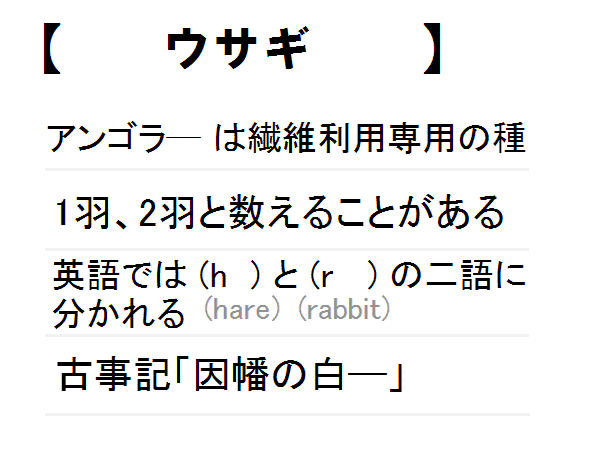 【 ウサギ 】
アンゴラ― は繊維利用専用の種
1羽、2羽と数えることがある
英語では(h )と(r )の二語に
分かれる (hare) (rabbit)
古事記「因幡の白―」